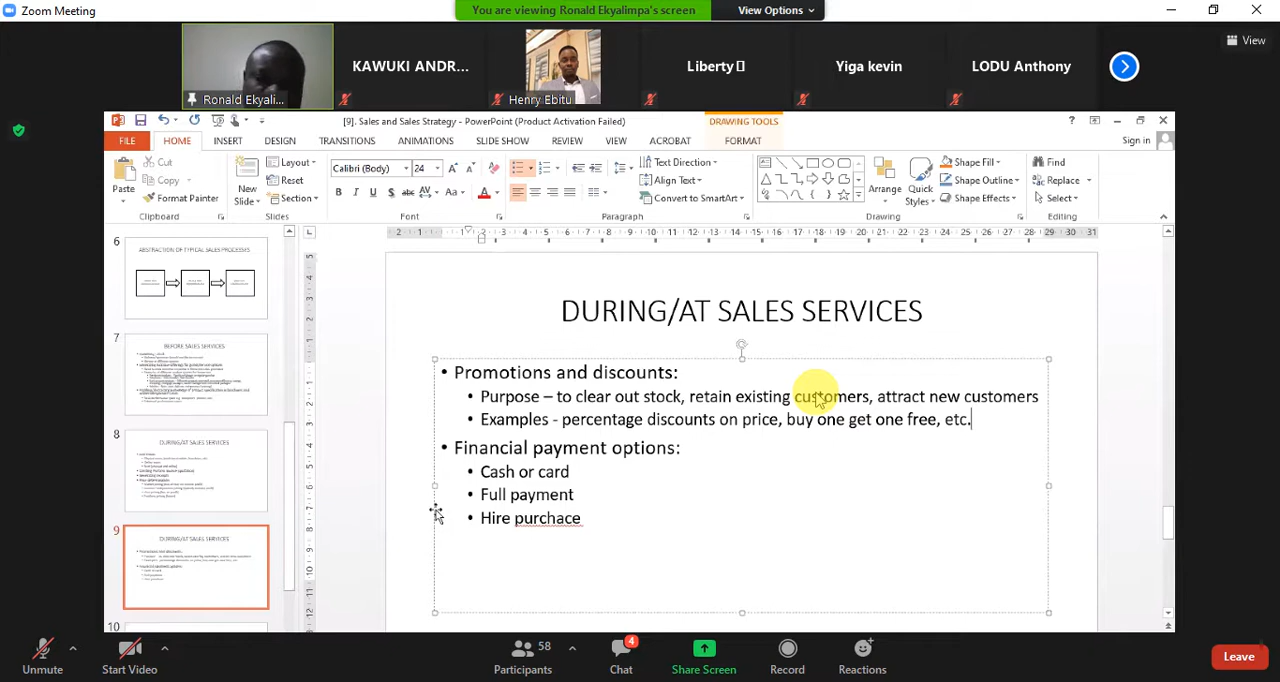 Zoom Meeting
You are viewing Ronald Ekyalimpa's screen
View Options
View
KAWUKI ANDR...
Liberty
Yiga kevin
LODU Anthony
Ronald Ekyali...
Henry Ebitu
[9]. Sales and Sales Strategy - PowerPoint (Product Activation Failed)
DRAWING TOOLS
FILE HOME INSERT DESIGN TRANSITIONS ANIMATIONS SLIDE SHOW REVIEW VIEW ACROBAT FORMAT
Sign in
Paste
Cut
Copy
Format Painter
Clipboard
New Slide
Layout
Reset
Section
Slides
Calibri (Body) 24
Font
Text Direction
Align Text
Convert to SmartArt
Paragraph
Arrange
Quick Styles
Shape Fill
Shape Outline
Shape Effects
Drawing
Find
Replace
Select
Editing
6
ABSTRACTION OF TYPICAL SALES PROCESSES
7
BEFORE SALES SERVICES
8
DURING/AT SALES SERVICES
9
DURING/AT SALES SERVICES
10
DURING/AT SALES SERVICES
• Promotions and discounts:
• Purpose – to clear out stock, retain existing customers, attract new customers
• Examples - percentage discounts on price, buy one get one free, etc.
• Financial payment options:
• Cash or card
• Full payment
• Hire purchace
Unmute
Start Video
58
Participants
4
Chat
Share Screen
Record
Reactions
Leave